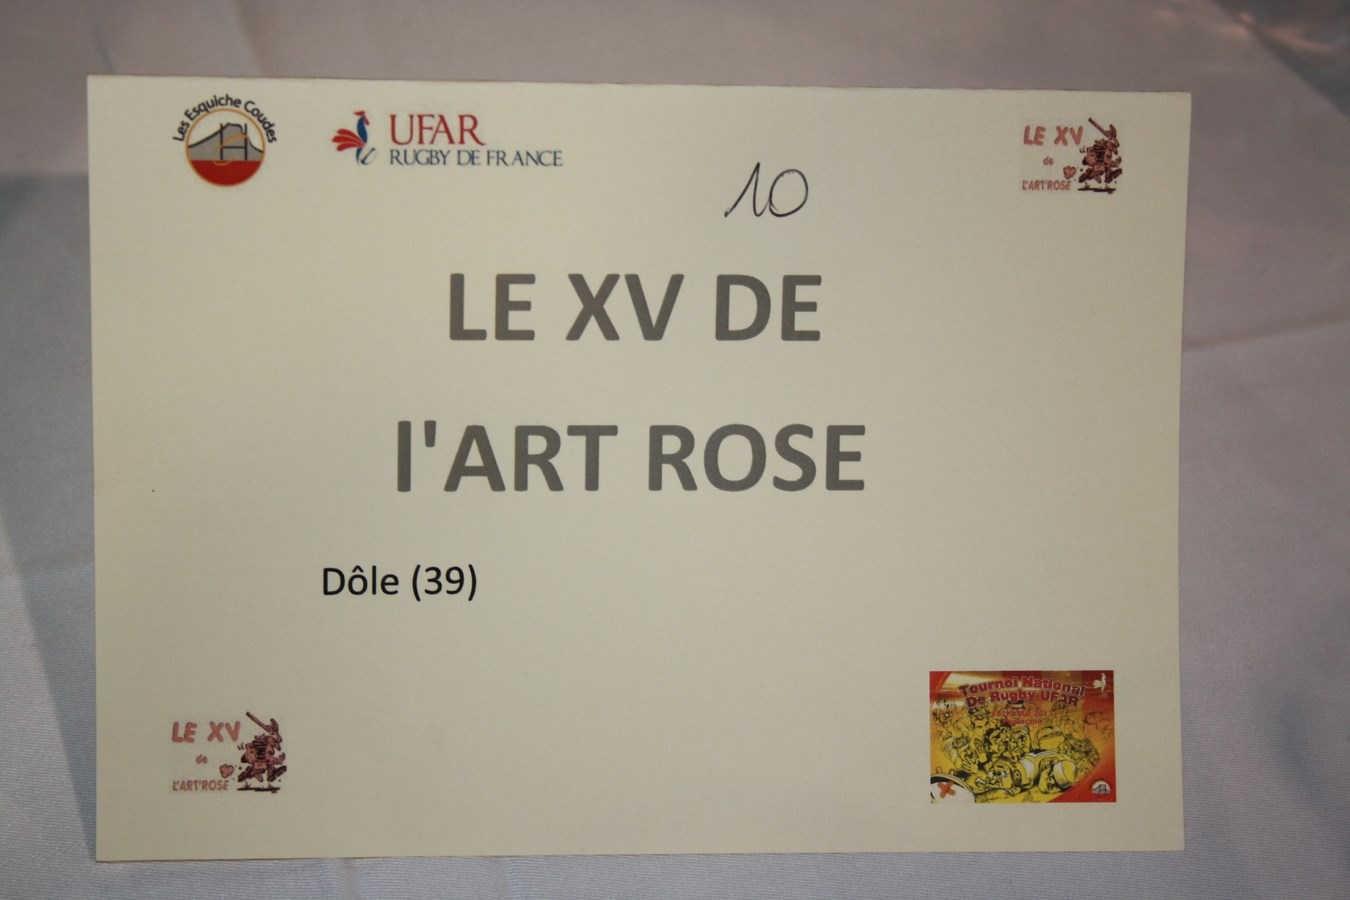 Les Esquiche Coudes
UFAR
RUGBY DE FRANCE
LE XV
de
L'ART'ROSE
10
LE XV DE
l'ART ROSE
Dôle (39)
LE XV
de
L'ART'ROSE
Tournoi National
De Rugby UFAR